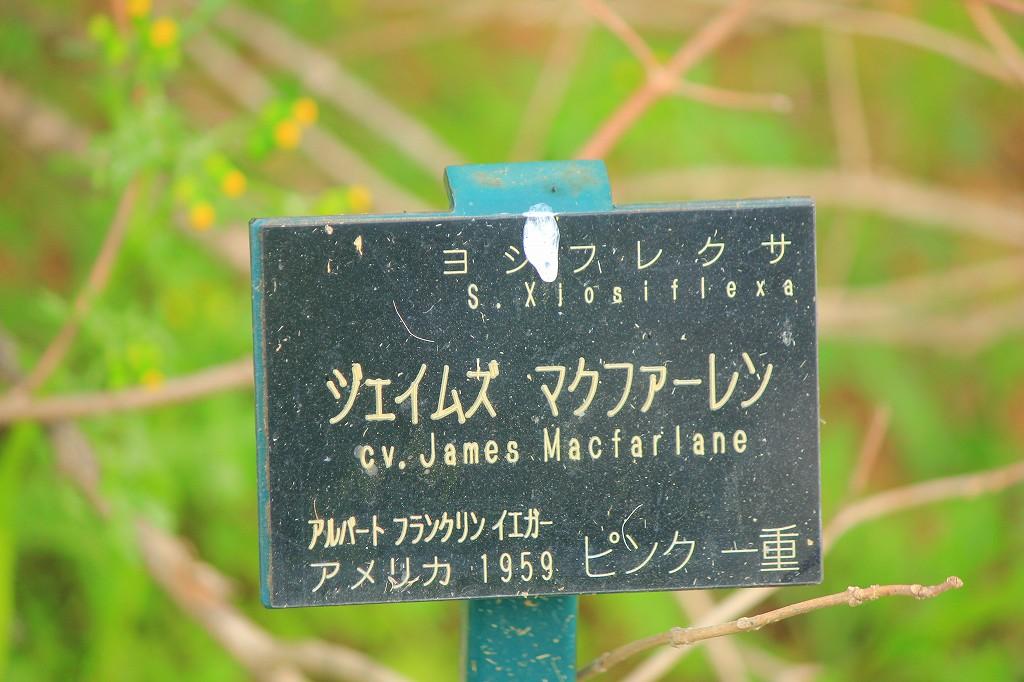 ヨシフレクサ
S. Xjosiflexa
ジェイムズ マクファーレン
cv. James Macfarlane
アルバート フランクリン イエガー
アメリカ 1959 ピンク 一重